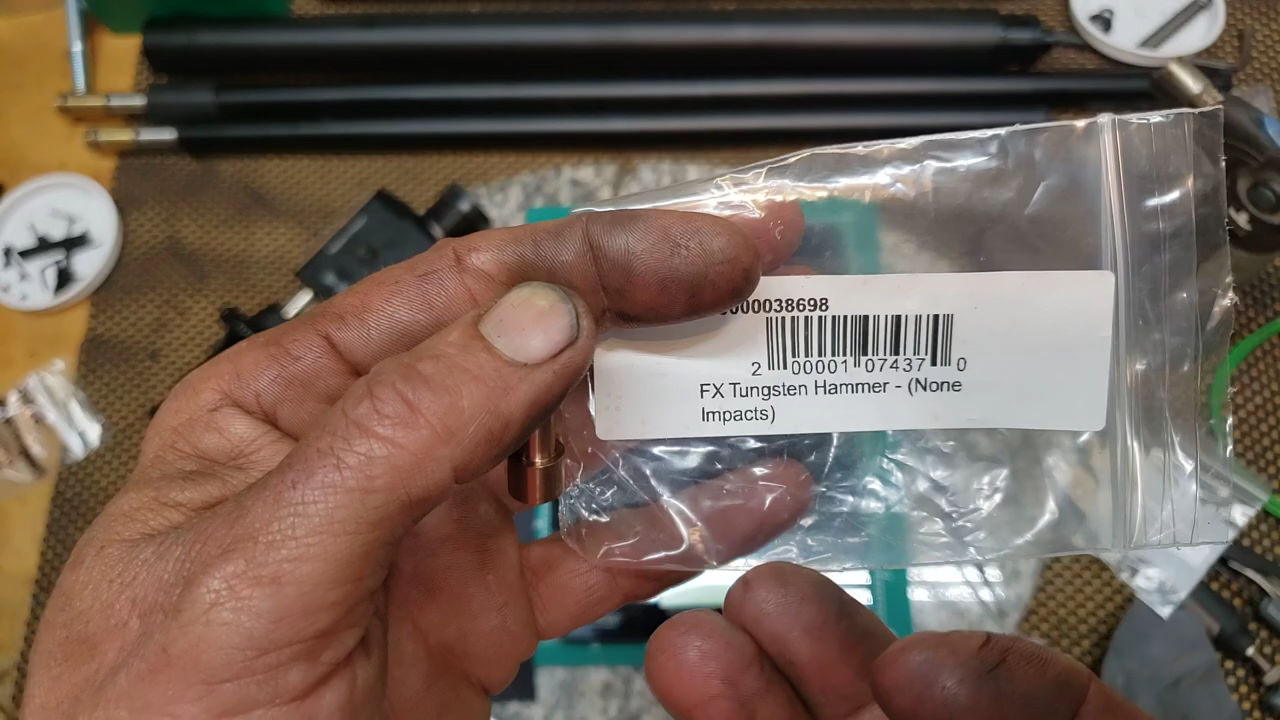 000038698
2 00001 07437 0
FX Tungsten Hammer - (None
Impacts)